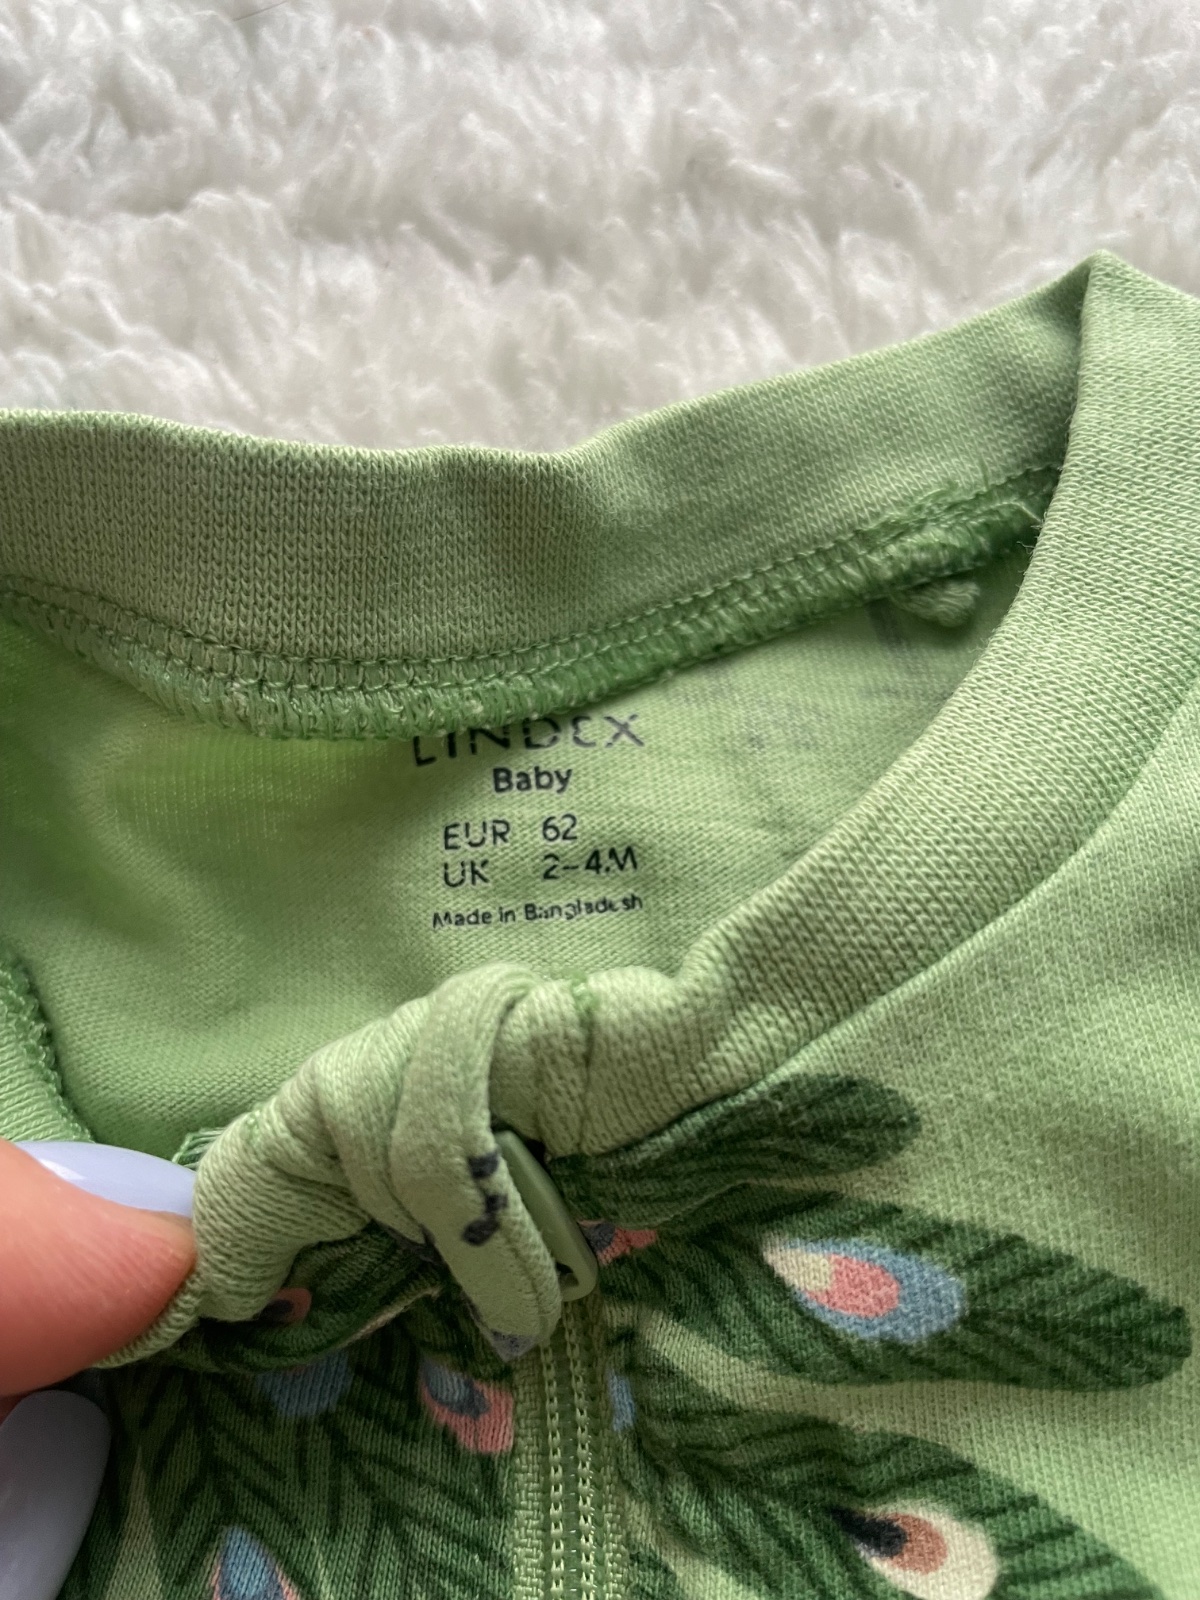 LINDEX
Baby
EUR 62
UK 2-4M
Made in Bangladesh